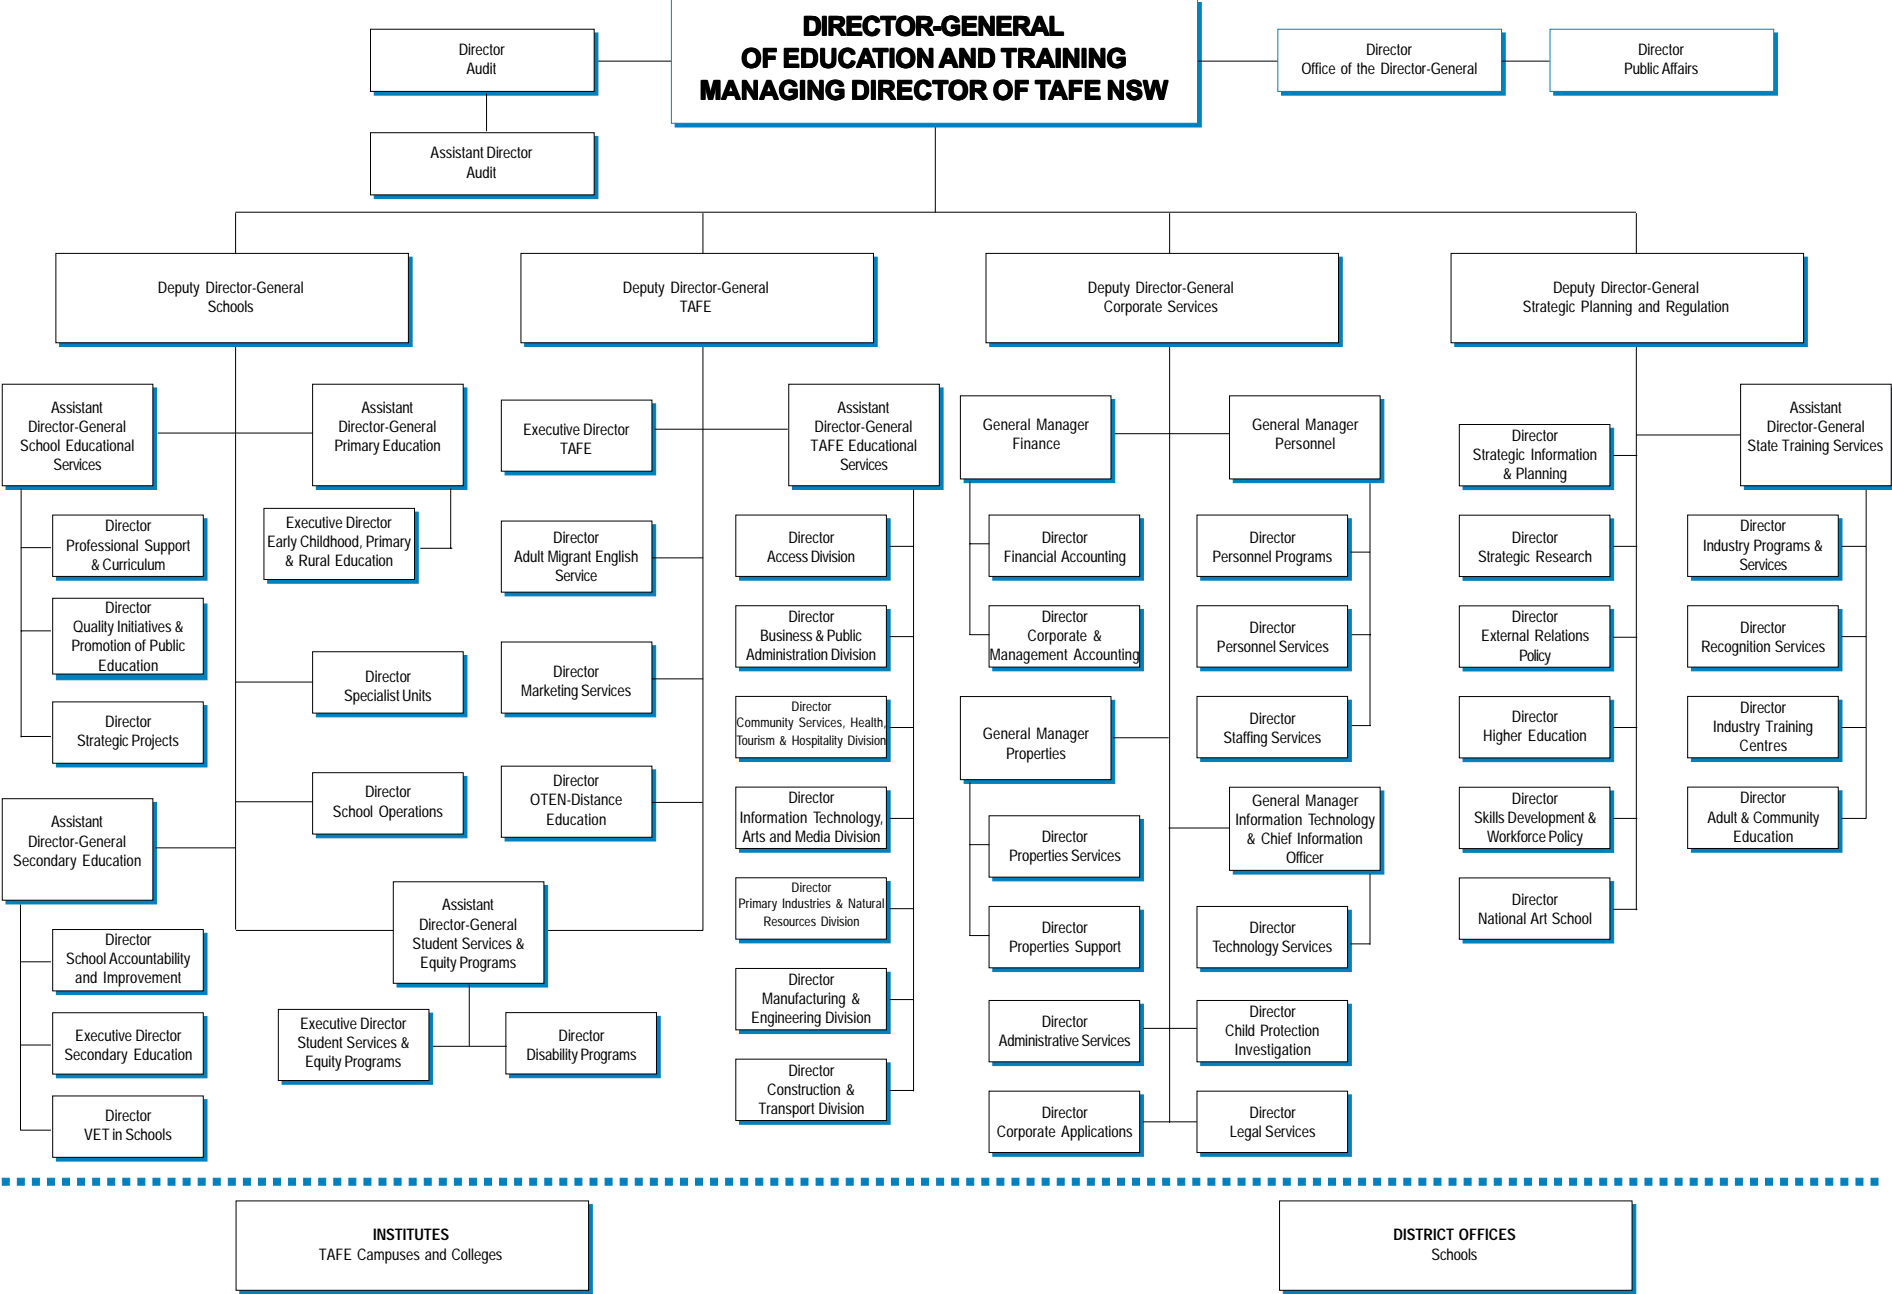 DIRECTOR-GENERAL
OF EDUCATION AND TRAINING
MANAGING DIRECTOR OF TAFE NSW
Director
Audit
Director
Office of the Director-General
Director
Public Affairs
Assistant Director
Audit
Deputy Director-General
Schools
Deputy Director-General
TAFE
Deputy Director-General
Corporate Services
Deputy Director-General
Strategic Planning and Regulation
Assistant
Director-General
School Educational
Services
Assistant
Director-General
Primary Education
Director
Professional Support
& Curriculum
Executive Director
Early Childhood, Primary
& Rural Education
Director
Quality Initiatives &
Promotion of Public
Education
Director
Strategic Projects
Director
Specialist Units
Director
School Operations
Assistant
Director-General
Secondary Education
Director
School Accountability
and Improvement
Executive Director
Secondary Education
Director
VET in Schools
Assistant
Director-General
Student Services &
Equity Programs
Executive Director
Student Services &
Equity Programs
Director
Disability Programs
Executive Director
TAFE
Director
Adult Migrant English
Service
Director
Marketing Services
Director
OTEN-Distance
Education
Assistant
Director-General
TAFE Educational
Services
Director
Access Division
Director
Business & Public
Administration Division
Director
Community Services, Health,
Tourism & Hospitality Division
Director
Information Technology,
Arts and Media Division
Director
Primary Industries & Natural
Resources Division
Director
Manufacturing &
Engineering Division
Director
Construction &
Transport Division
General Manager
Finance
Director
Financial Accounting
Director
Corporate &
Management Accounting
General Manager
Properties
Director
Properties Services
Director
Properties Support
Director
Administrative Services
Director
Corporate Applications
General Manager
Personnel
Director
Personnel Programs
Director
Personnel Services
Director
Staffing Services
General Manager
Information Technology
& Chief Information
Officer
Director
Technology Services
Director
Child Protection
Investigation
Director
Legal Services
Director
Strategic Information
& Planning
Director
Strategic Research
Director
External Relations
Policy
Director
Higher Education
Director
Skills Development &
Workforce Policy
Director
National Art School
Assistant
Director-General
State Training Services
Director
Industry Programs &
Services
Director
Recognition Services
Director
Industry Training
Centres
Director
Adult & Community
Education
INSTITUTES
TAFE Campuses and Colleges
DISTRICT OFFICES
Schools